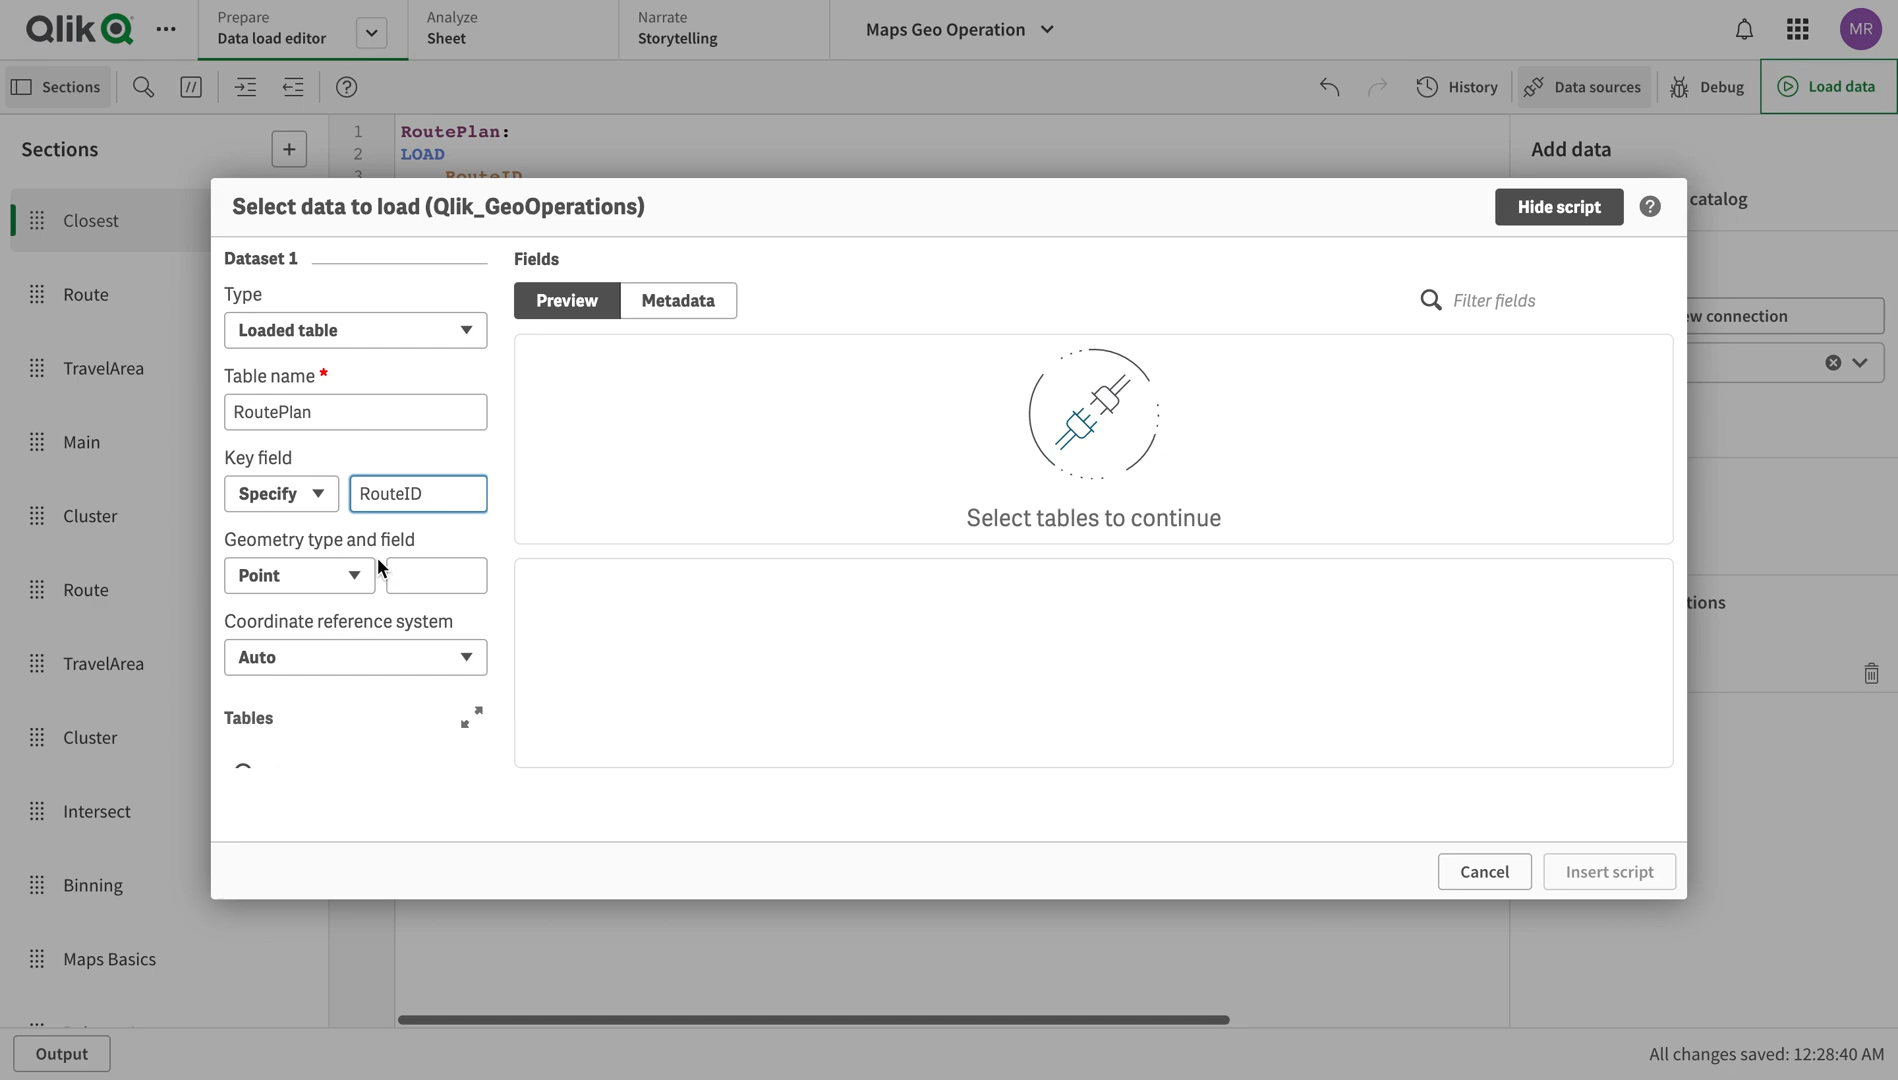 Qlik
Prepare
Data load editor
Analyze
Sheet
Narrate
Storytelling
Maps Geo Operation
MR
Sections
//
?
History
Data sources
Debug
Load data
Sections
+
1 RoutePlan:
2 LOAD
3 RouteID
Add data
catalog
Closest
Route
TravelArea
Main
Cluster
Route
TravelArea
Cluster
Intersect
Binning
Maps Basics
Select data to load (Qlik_GeoOperations)
Hide script
?
Dataset 1
Type
Loaded table
Table name *
RoutePlan
Key field
Specify
RouteID
Geometry type and field
Point
Coordinate reference system
Auto
Tables
Fields
Preview
Metadata
Filter fields
Select tables to continue
Cancel
Insert script
connection
Output
All changes saved: 12:28:40 AM